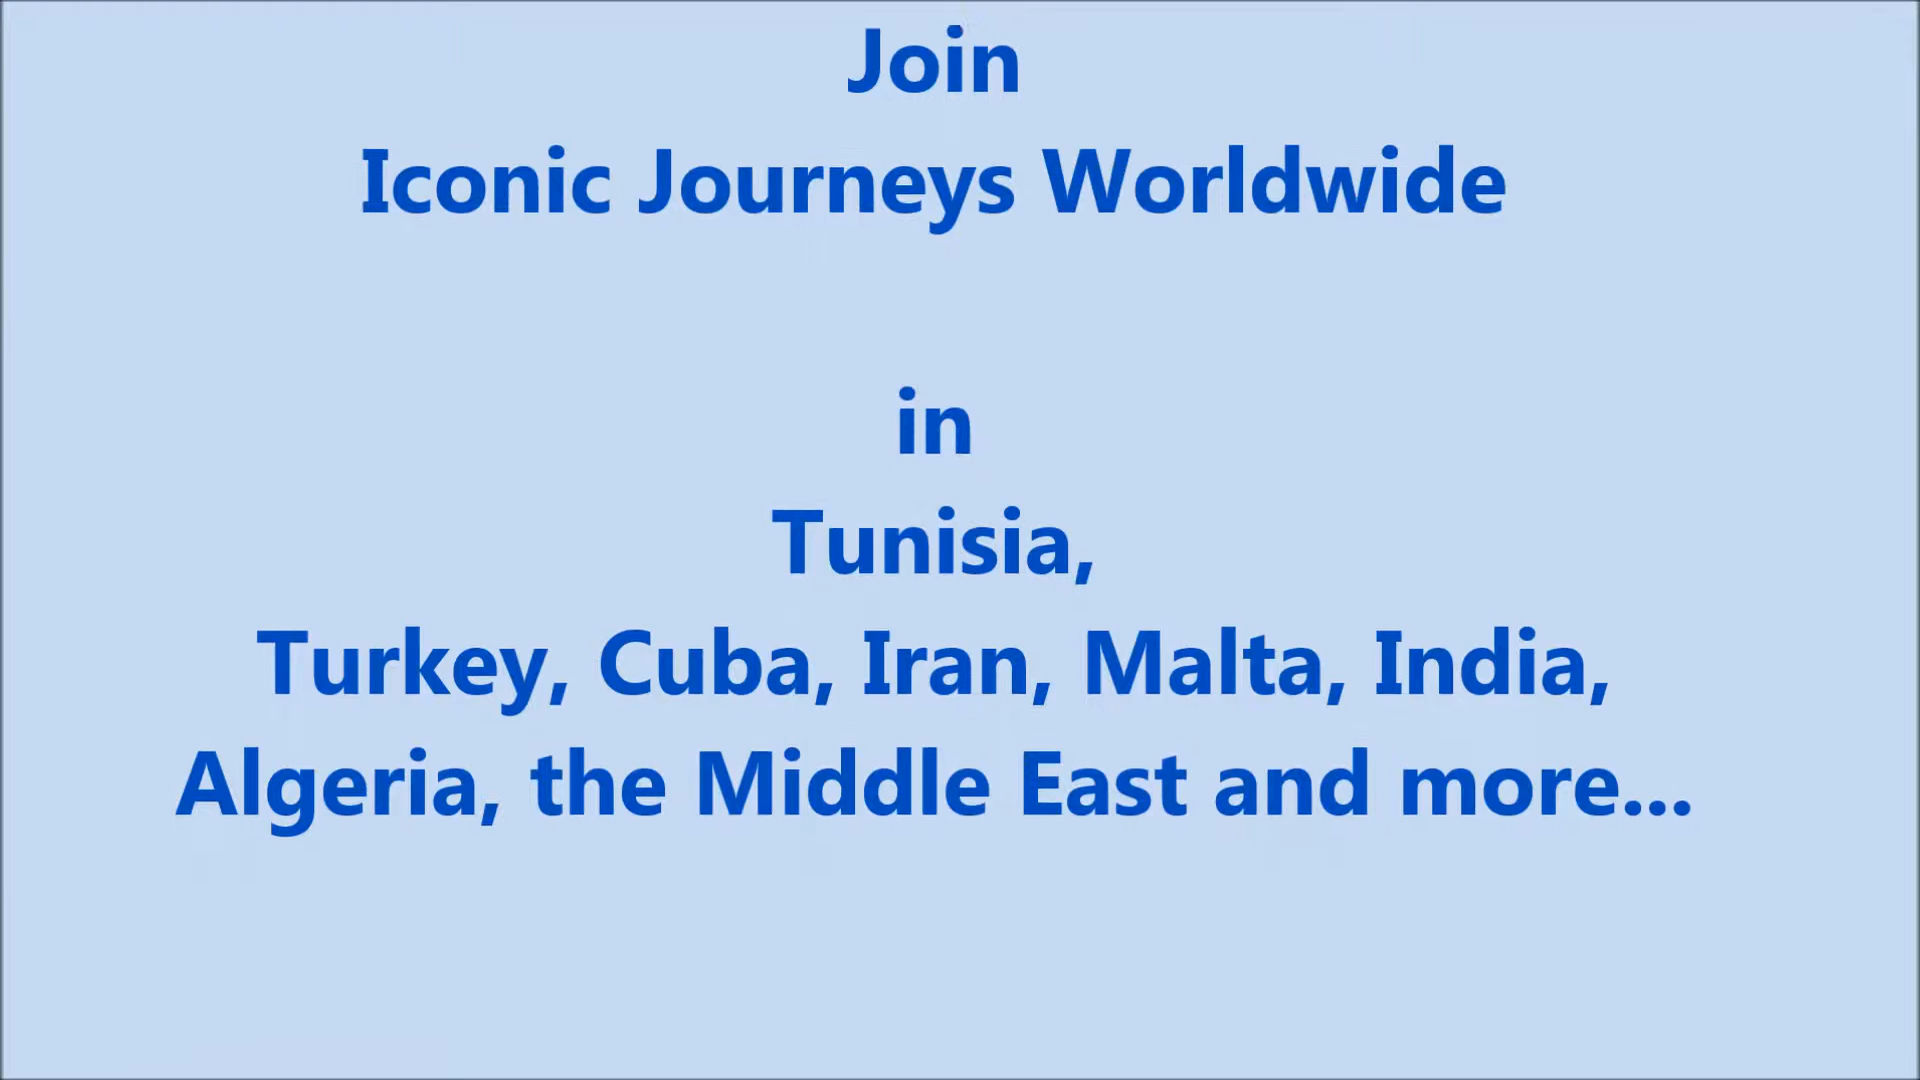 Join
Iconic Journeys Worldwide
in
Tunisia,
Turkey, Cuba, Iran, Malta, India,
Algeria, the Middle East and more...